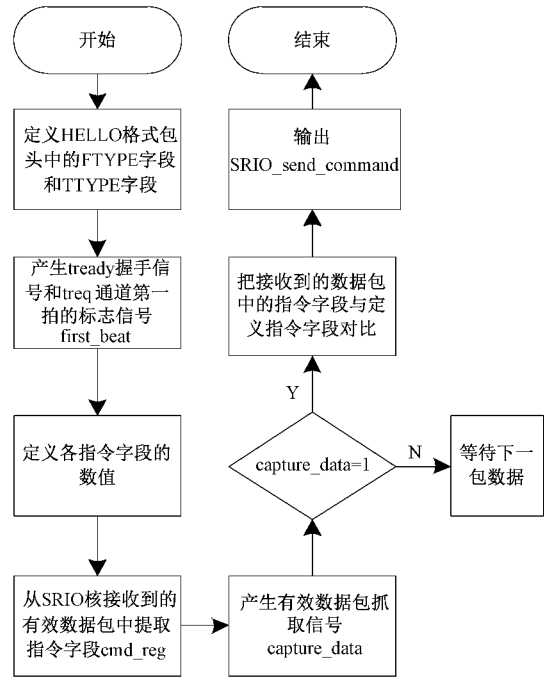 开始
定义HELLO格式包
头中的FTYPE字段
和TTYPE字段
产生tready握手信
号和treq通道第一
拍的标志信号
first_beat
定义各指令字段的
数值
从SRIO核接收到的
有效数据包中提取
指令字段cmd_reg
产生有效数据包抓
取信号
capture_data
capture_data=1
Y
N
等待下一
包数据
把接收到的数据包
中的指令字段与定
义指令字段对比
输出
SRIO_send_command
结束